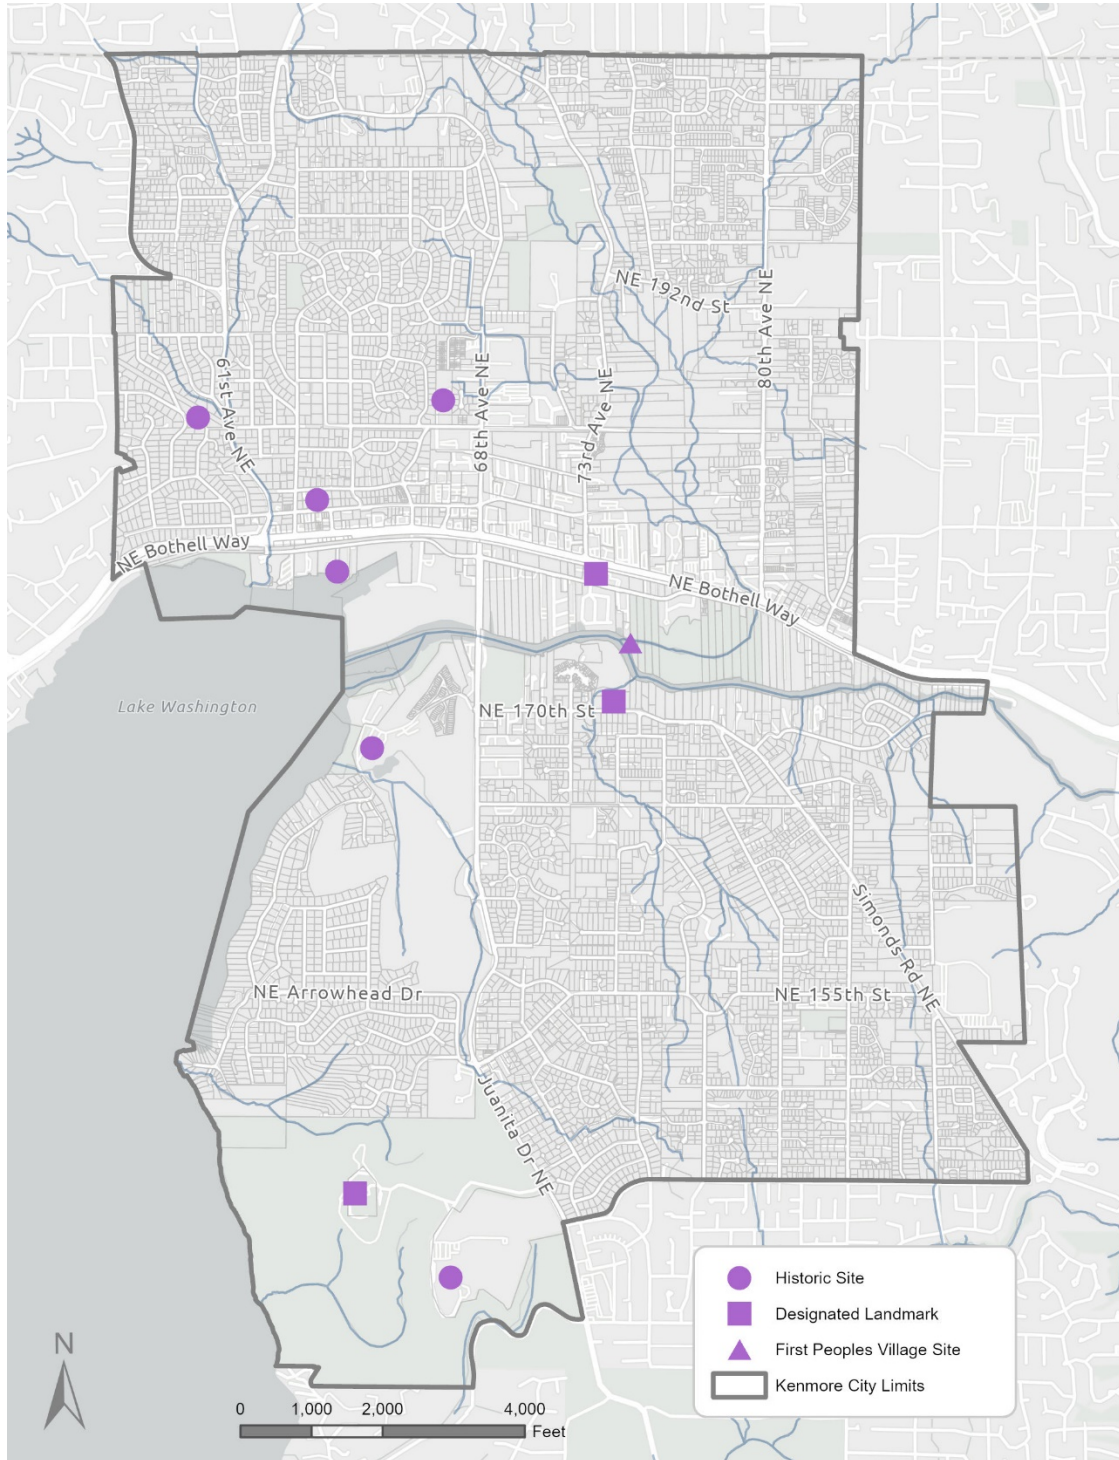 NE 192nd St
80th Ave NE
61st Ave NE
68th Ave NE
73rd Ave NE
NE Bothell Way
NE Bothell Way
Lake Washington
NE 170th St
Simonds Rd NE
NE Arrowhead Dr
NE 155th St
Juanita Dr NE
Historic Site
Designated Landmark
First Peoples Village Site
Kenmore City Limits
N
0 1,000 2,000 4,000
Feet